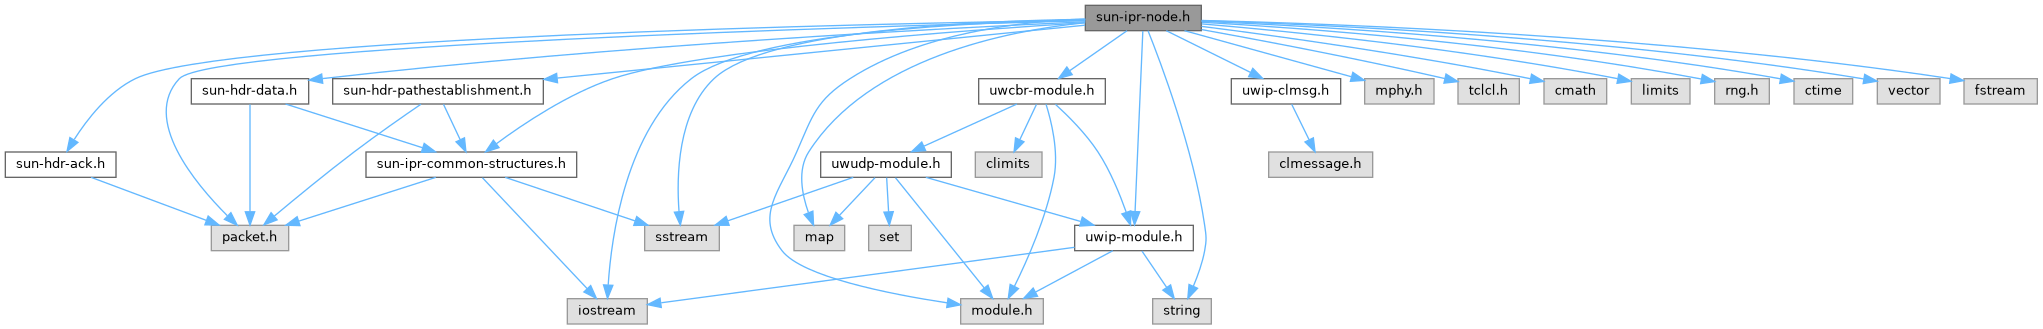 sun-ipr-node.h
sun-hdr-data.h
sun-hdr-pathestablishment.h
uwcbr-module.h
uwip-clmsg.h
mphy.h
tclcl.h
cmath
limits
rng.h
ctime
vector
fstream
sun-hdr-ack.h
sun-ipr-common-structures.h
uwudp-module.h
climits
clmessage.h
packet.h
sstream
map
set
uwip-module.h
iostream
module.h
string